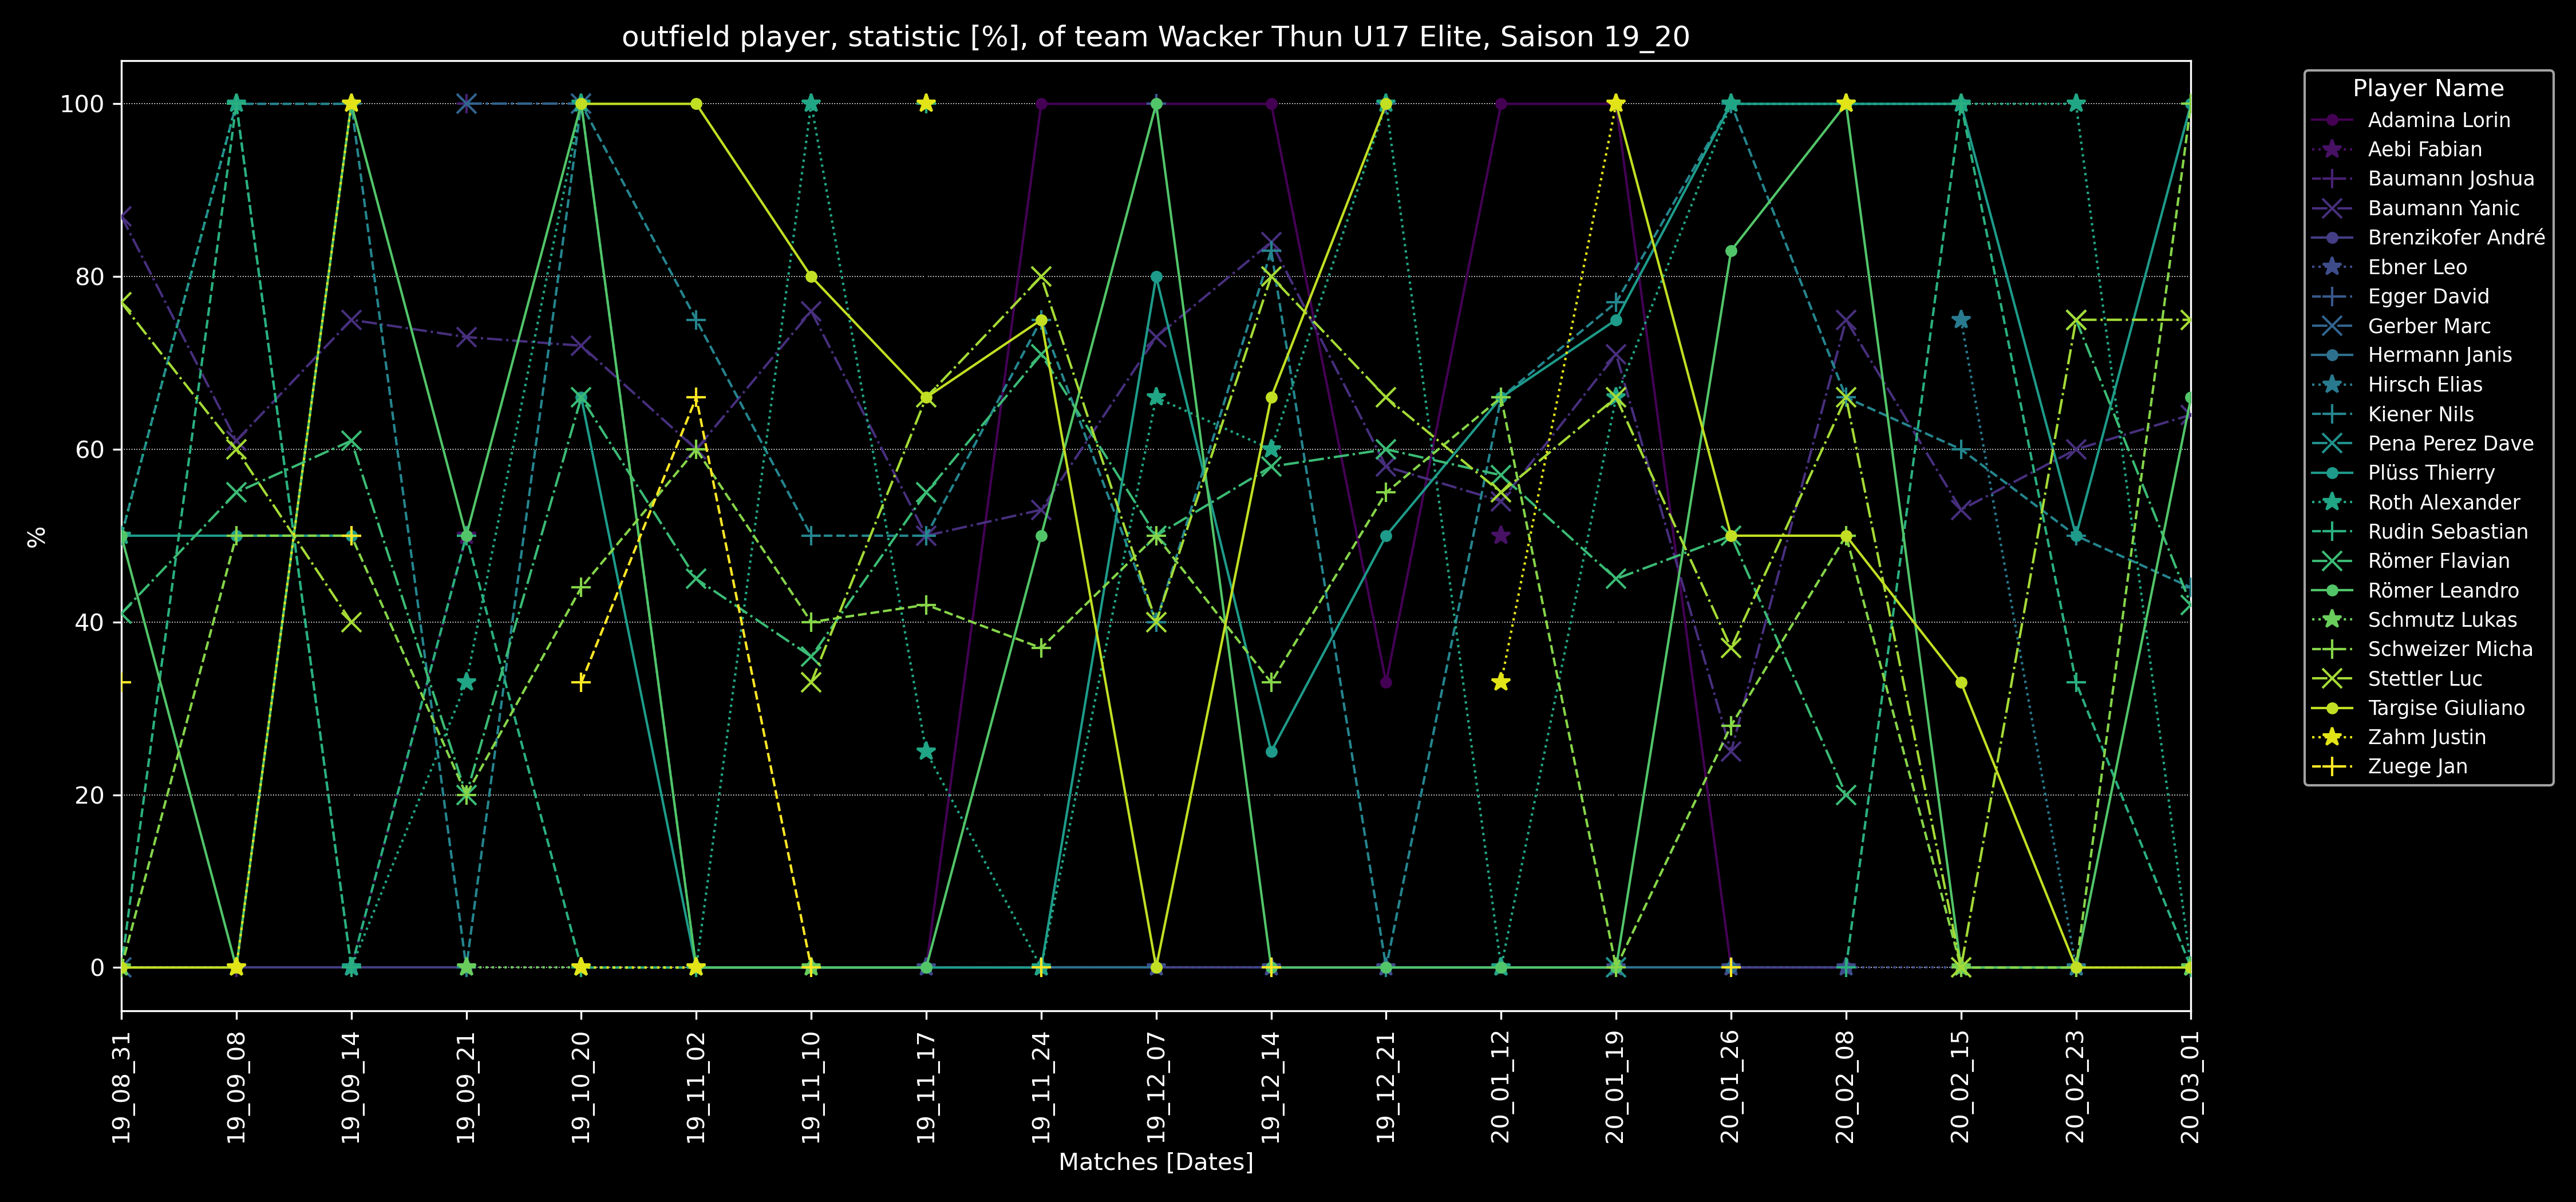 outfield player, statistic [%], of team Wacker Thun U17 Elite, Saison 19_20
100
80
60
40
20
0
%
19_08_31
19_09_08
19_09_14
19_09_21
19_10_20
19_11_02
19_11_10
19_11_17
19_11_24
19_12_07
19_12_14
19_12_21
20_01_12
20_01_19
20_01_26
20_02_08
20_02_15
20_02_23
20_03_01
Matches [Dates]
Player Name
Adamina Lorin
Aebi Fabian
Baumann Joshua
Baumann Yanic
Brenzikofer André
Ebner Leo
Egger David
Gerber Marc
Hermann Janis
Hirsch Elias
Kiener Nils
Pena Perez Dave
Plüss Thierry
Roth Alexander
Rudin Sebastian
Römer Flavian
Römer Leandro
Schmutz Lukas
Schweizer Micha
Stettler Luc
Targise Giuliano
Zahm Justin
Zuege Jan